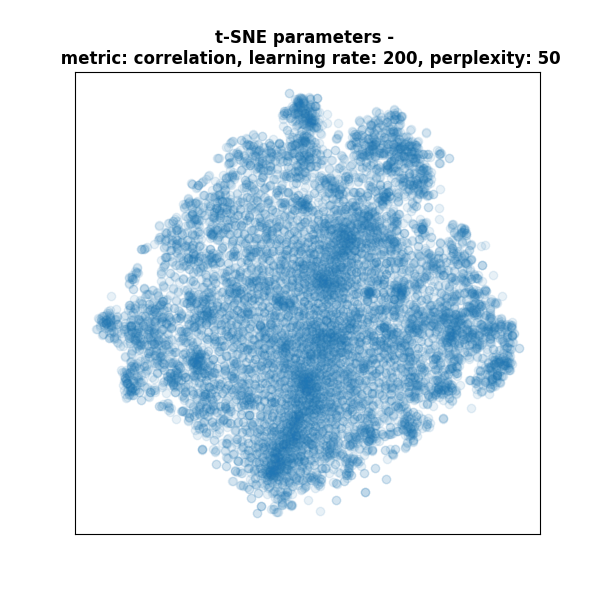 t-SNE parameters -
metric: correlation, learning rate: 200, perplexity: 50